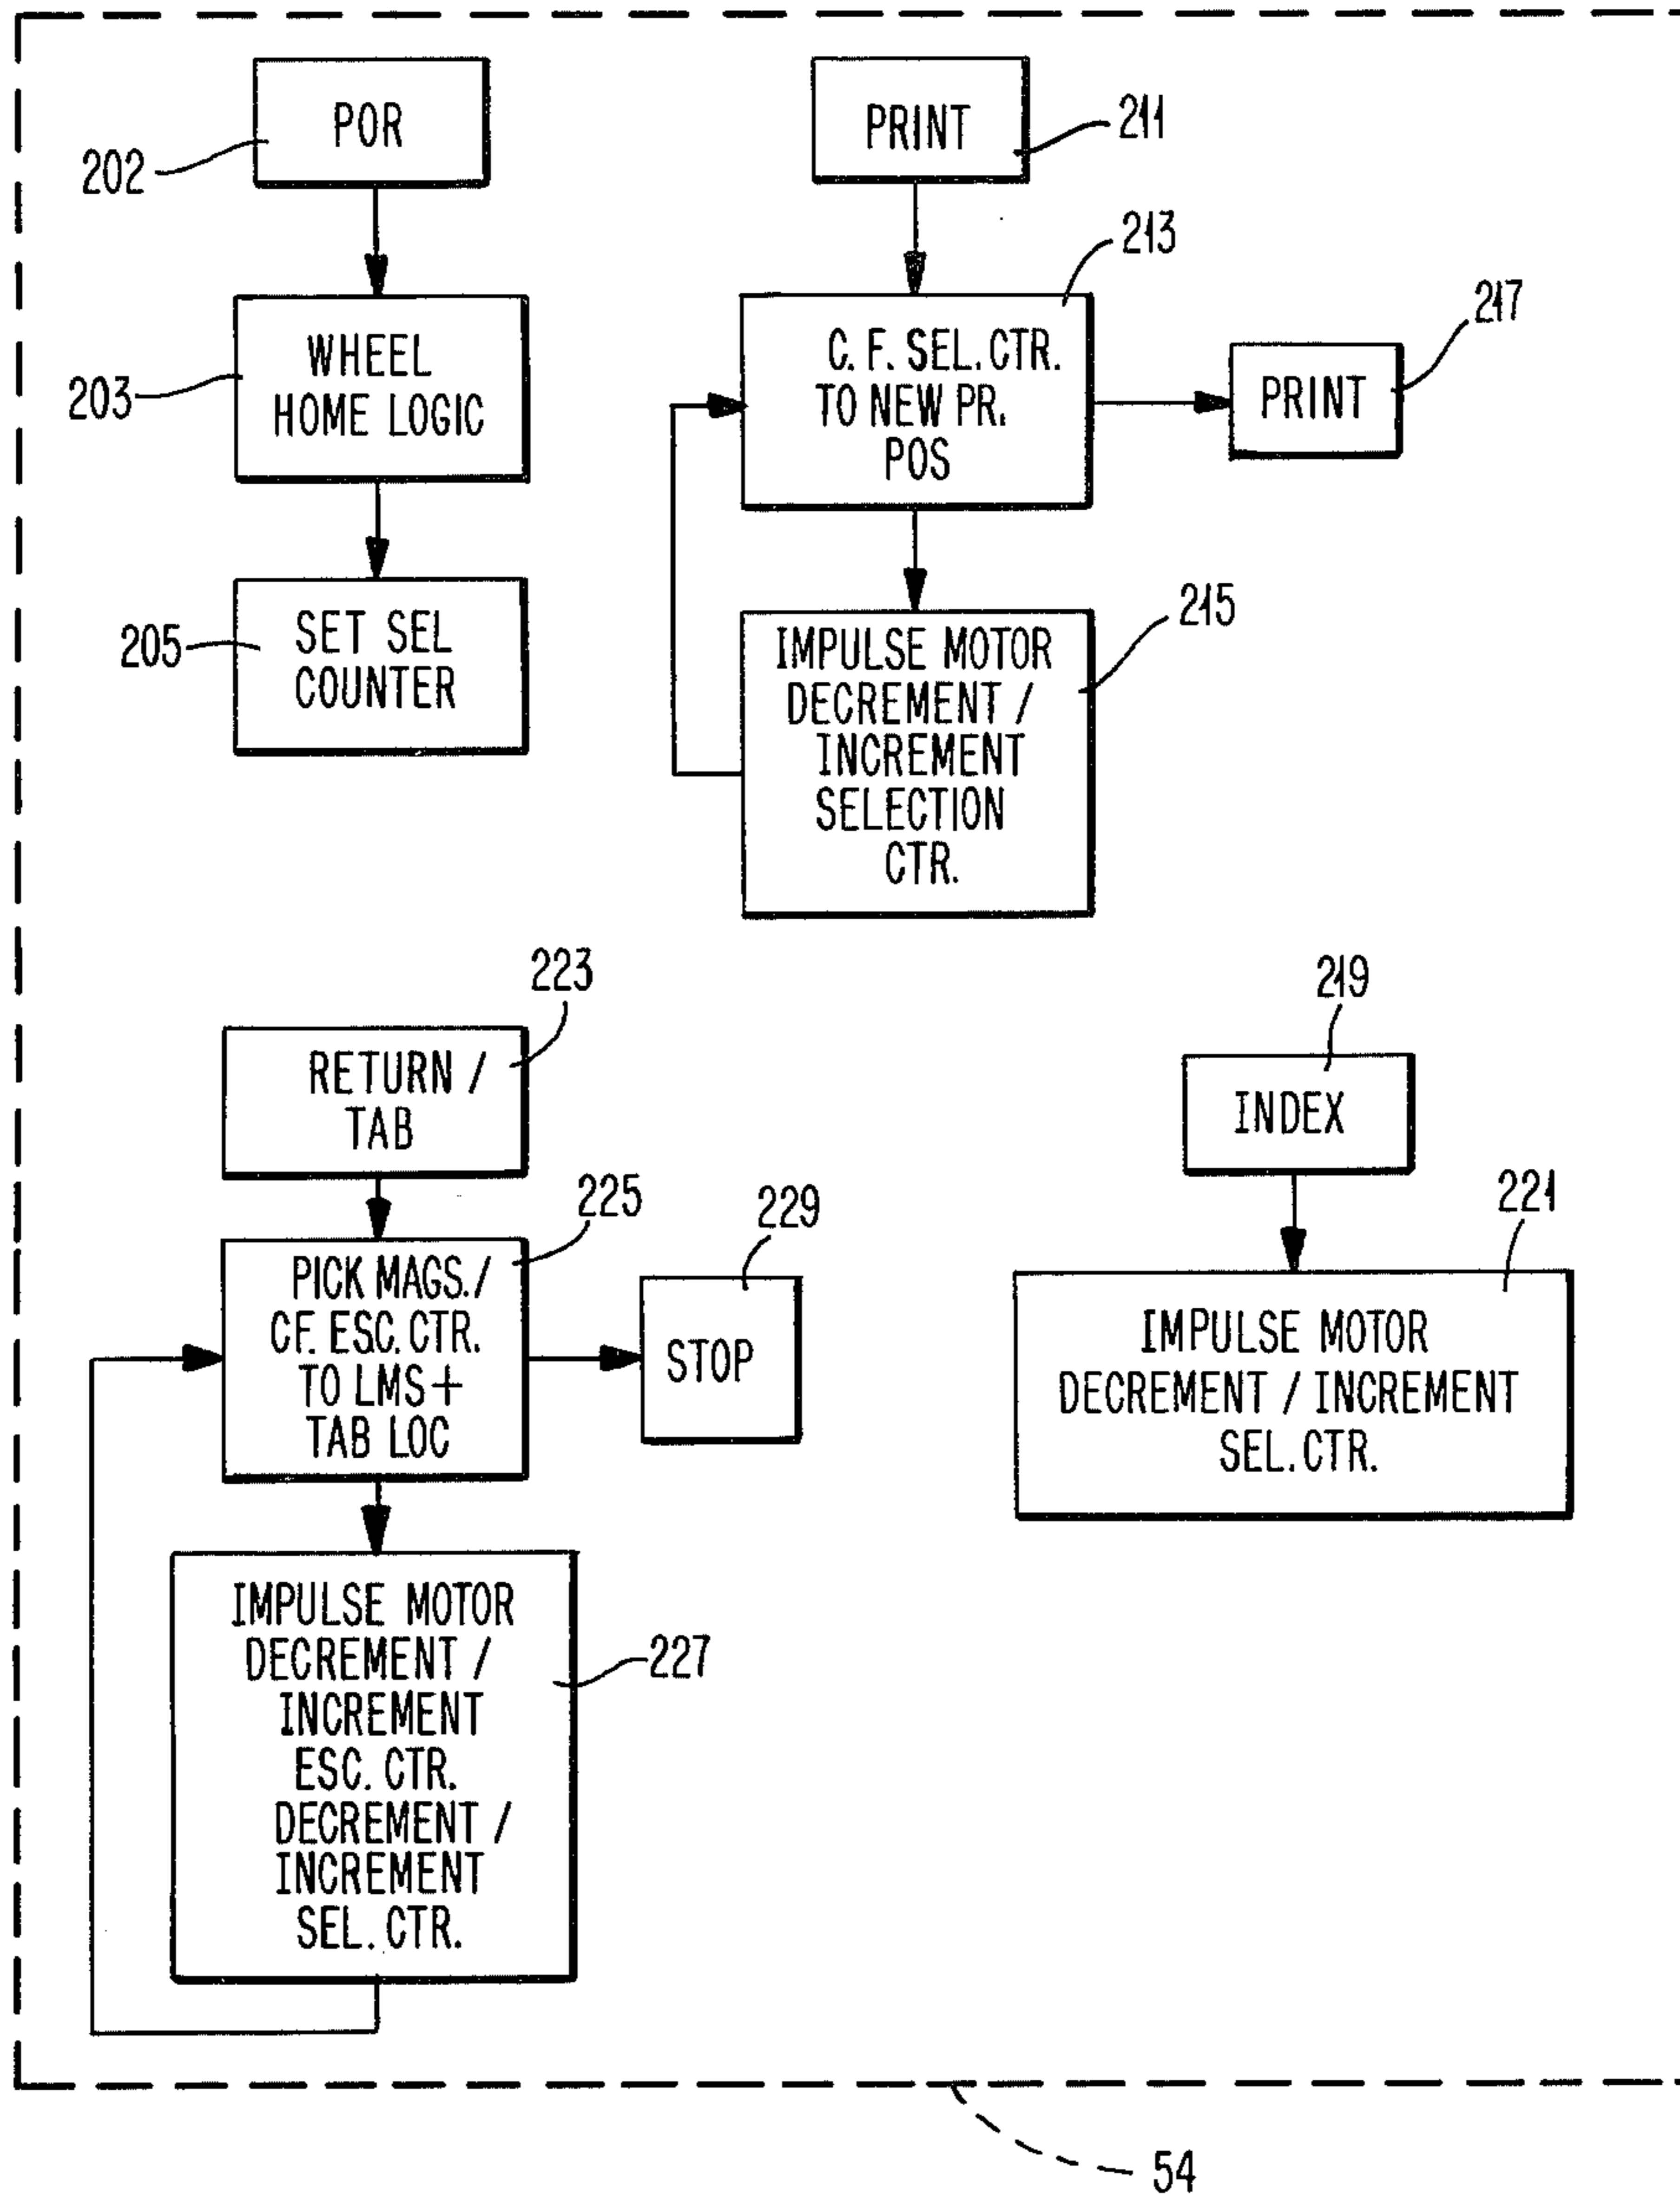 POR
202
WHEEL
HOME LOGIC
203
SET SEL
COUNTER
205
PRINT
211
C. F. SEL. CTR.
TO NEW PR.
POS
213
PRINT
217
IMPULSE MOTOR
DECREMENT /
INCREMENT
SELECTION
CTR.
215
RETURN /
TAB
223
PICK MAGS. /
CF. ESC. CTR.
TO LMS +
TAB LOC
225
STOP
229
IMPULSE MOTOR
DECREMENT /
INCREMENT
ESC. CTR.
DECREMENT /
INCREMENT
SEL. CTR.
227
INDEX
219
IMPULSE MOTOR
DECREMENT / INCREMENT
SEL. CTR.
221
54